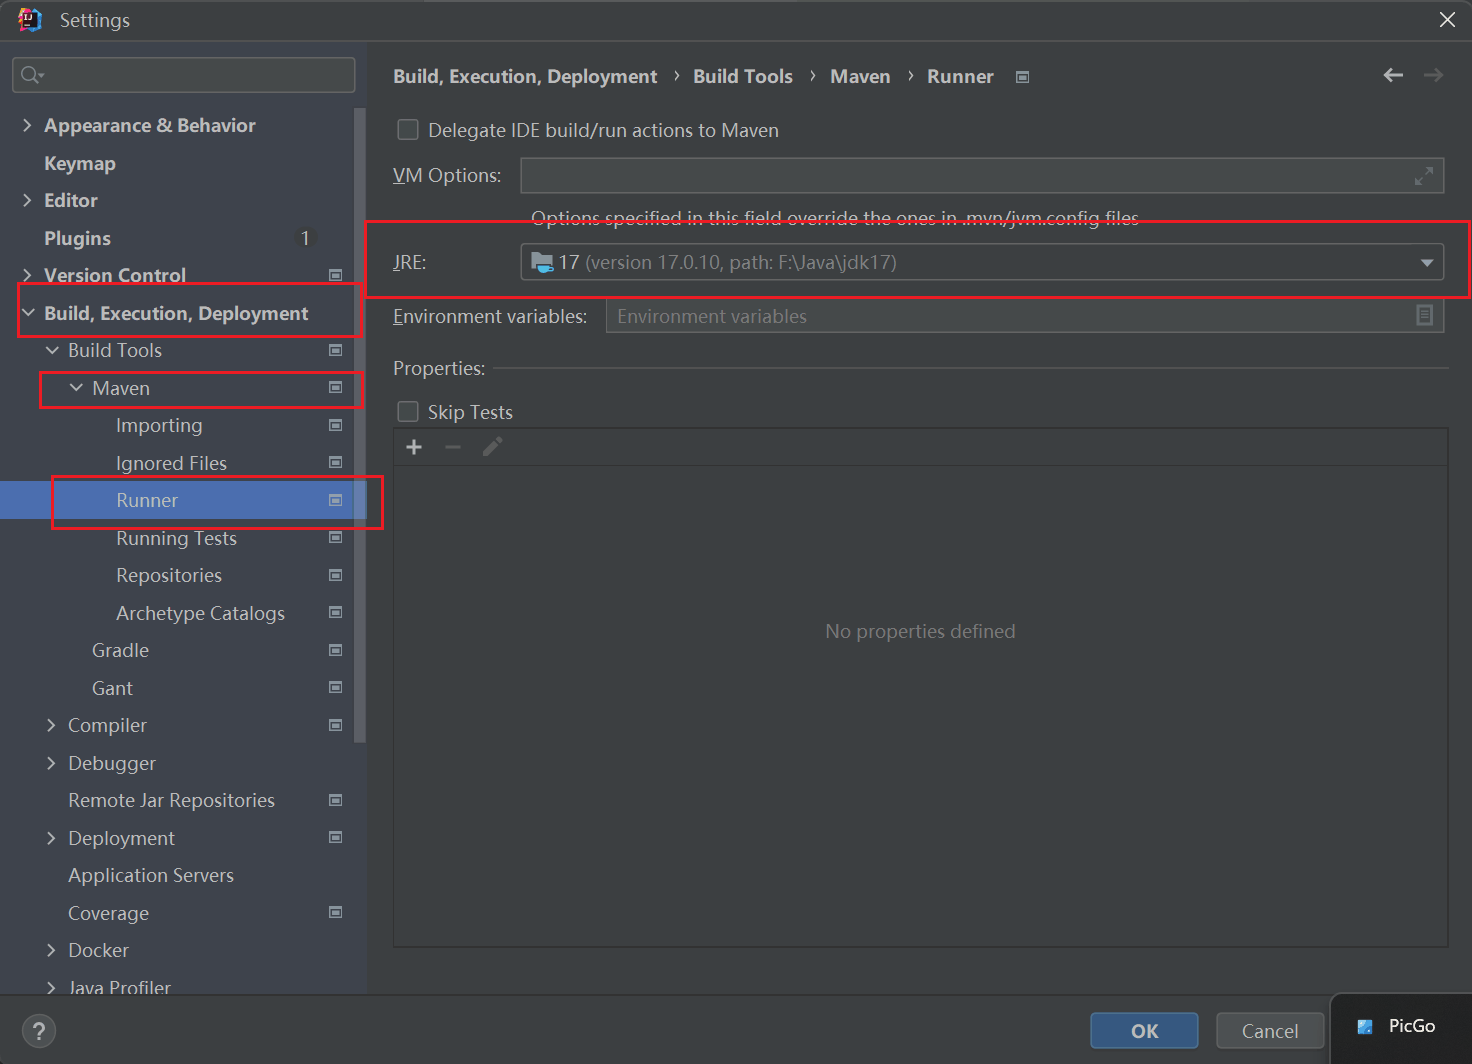 Settings
Appearance & Behavior
Keymap
Editor
Plugins 1
Version Control
Build, Execution, Deployment
Build Tools
Maven
Importing
Ignored Files
Runner
Running Tests
Repositories
Archetype Catalogs
Gradle
Gant
Compiler
Debugger
Remote Jar Repositories
Deployment
Application Servers
Coverage
Docker
Java Profiler
Build, Execution, Deployment › Build Tools › Maven › Runner
Delegate IDE build/run actions to Maven
VM Options:
Options specified in this field override the ones in .mvn/jvm.config files
JRE: 17 (version 17.0.10, path: F:\Java\jdk17)
Environment variables: Environment variables
Properties:
Skip Tests
No properties defined
?
OK
Cancel
PicGo